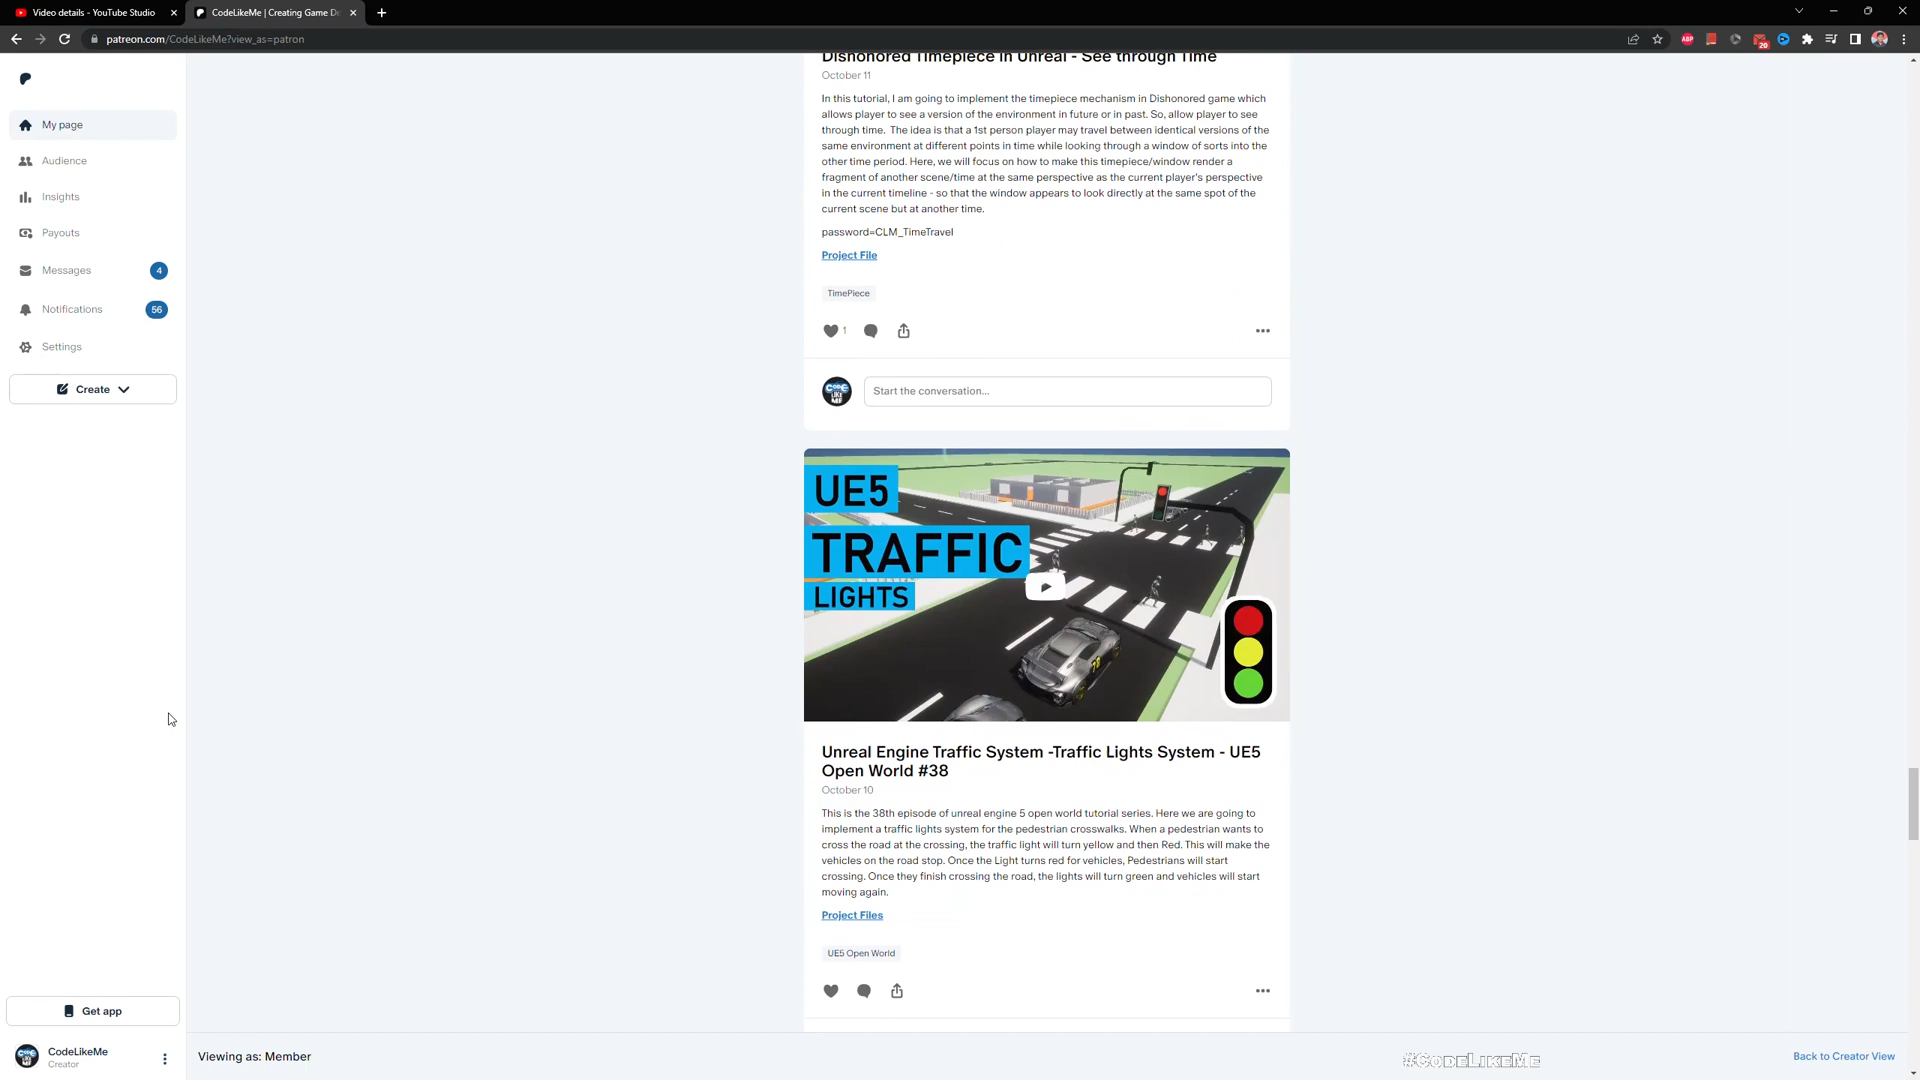 Video details - YouTube Studio
CodeLikeMe | Creating Game De
patreon.com/CodeLikeMe?view_as=patron
ABP
20
My page
Audience
Insights
Payouts
Messages
4
Notifications
56
Settings
Create
Dishonored Timepiece in Unreal - See through Time
October 11
In this tutorial, I am going to implement the timepiece mechanism in Dishonored game which
allows player to see a version of the environment in future or in past. So, allow player to see
through time. The idea is that a 1st person player may travel between identical versions of the
same environment at different points in time while looking through a window of sorts into the
other time period. Here, we will focus on how to make this timepiece/window render a
fragment of another scene/time at the same perspective as the current player's perspective
in the current timeline - so that the window appears to look directly at the same spot of the
current scene but at another time.
password=CLM_TimeTravel
Project File
TimePiece
1
CODE
LIKE
ME
Start the conversation...
UE5
TRAFFIC
LIGHTS
78
Unreal Engine Traffic System -Traffic Lights System - UE5
Open World #38
October 10
This is the 38th episode of unreal engine 5 open world tutorial series. Here we are going to
implement a traffic lights system for the pedestrian crosswalks. When a pedestrian wants to
cross the road at the crossing, the traffic light will turn yellow and then Red. This will make the
vehicles on the road stop. Once the Light turns red for vehicles, Pedestrians will start
crossing. Once they finish crossing the road, the lights will turn green and vehicles will start
moving again.
Project Files
UE5 Open World
Get app
CodeLikeMe
Creator
Viewing as: Member
#CodeLikeMe
Back to Creator View